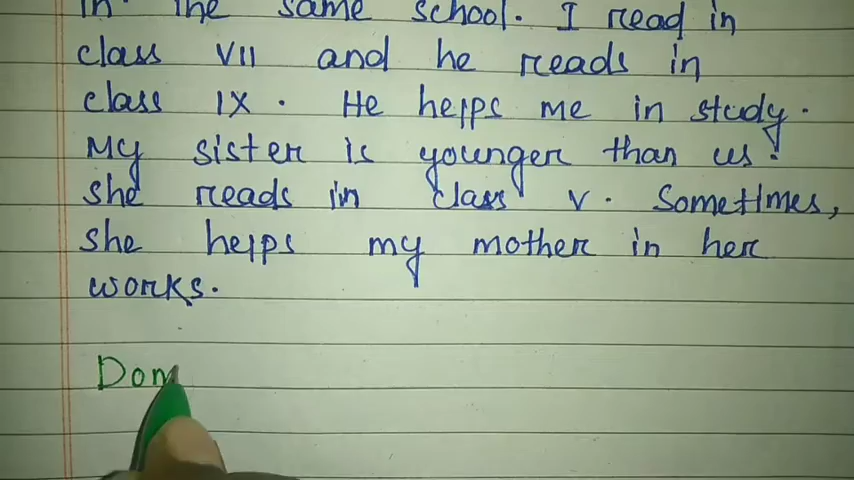 in the same school. I read in
class VII and he reads in
class IX. He helps me in study.
My sister is younger than us.
she reads in class V. Sometimes,
she helps my mother in her
works.
Dom